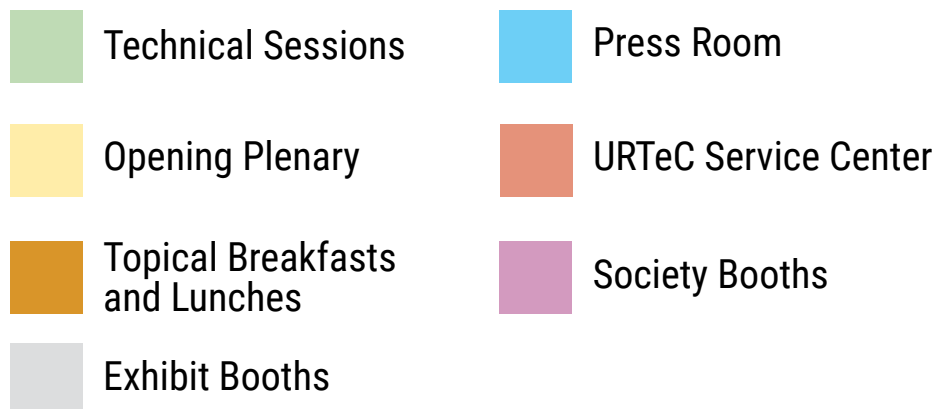 Technical Sessions
Opening Plenary
Topical Breakfasts
and Lunches
Exhibit Booths
Press Room
URTeC Service Center
Society Booths